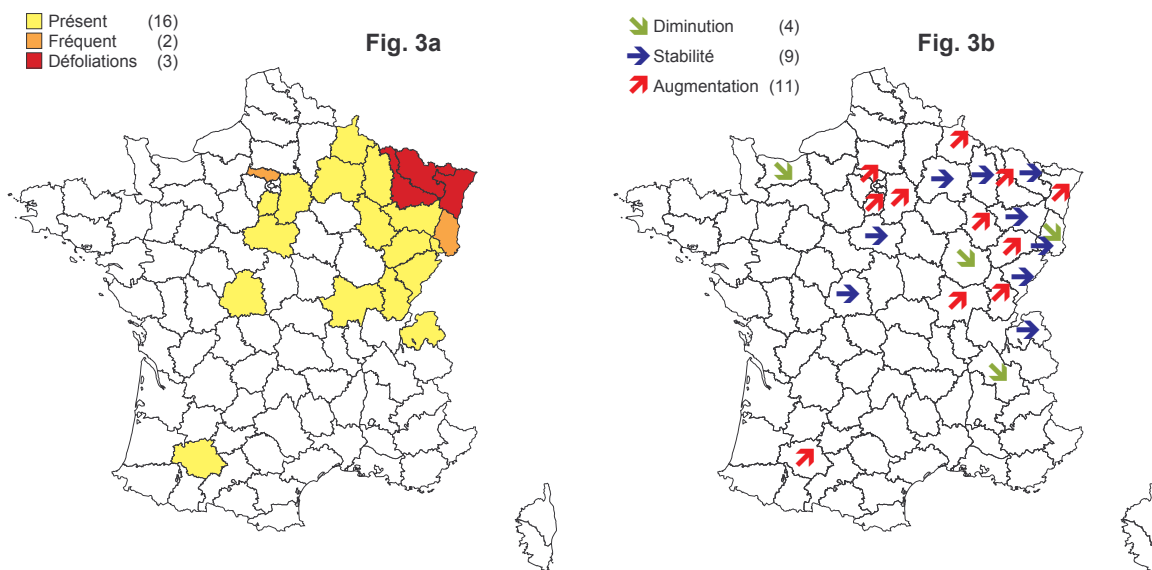 Présent (16)
Fréquent (2)
Défoliations (3)
Fig. 3a
Diminution (4)
Stabilité (9)
Augmentation (11)
Fig. 3b